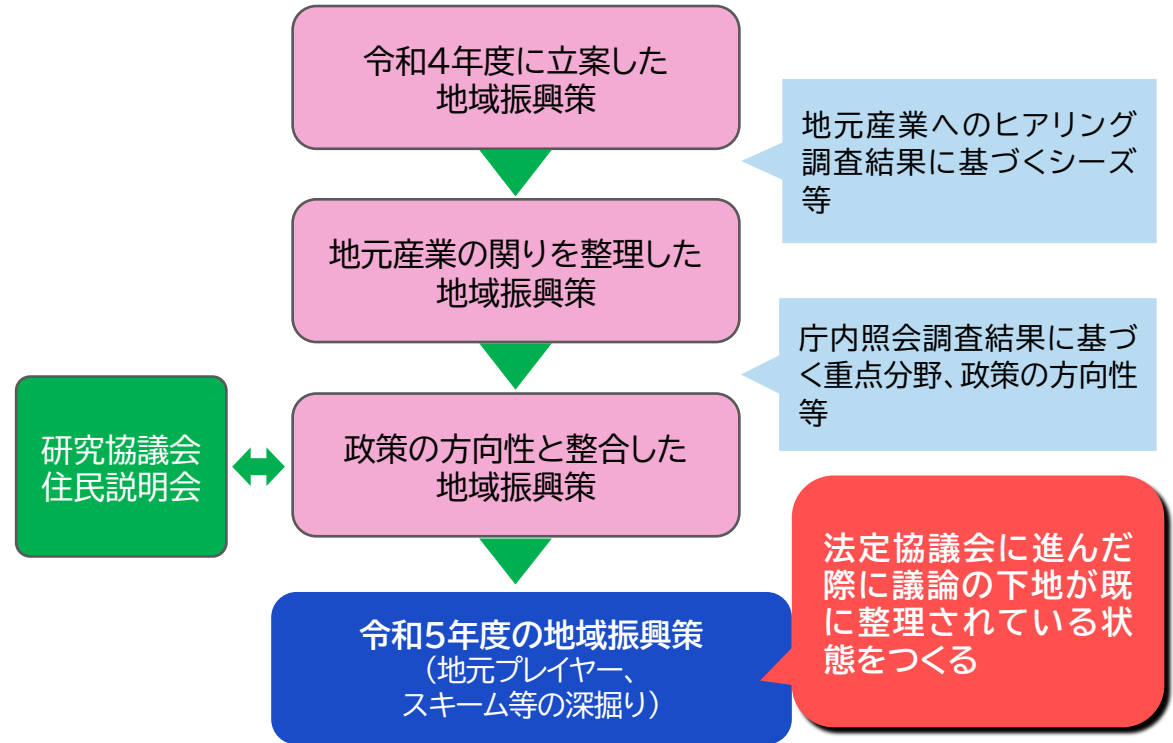 令和4年度に立案した
地域振興策
地元産業へのヒアリング
調査結果に基づくシーズ
等
地元産業の関りを整理した
地域振興策
庁内照会調査結果に基づ
く重点分野、政策の方向性
等
研究協議会
住民説明会
政策の方向性と整合した
地域振興策
法定協議会に進んだ
際に議論の下地が既
に整理されている状
態をつくる
令和5年度の地域振興策
（地元プレイヤー、
スキーム等の深掘り）